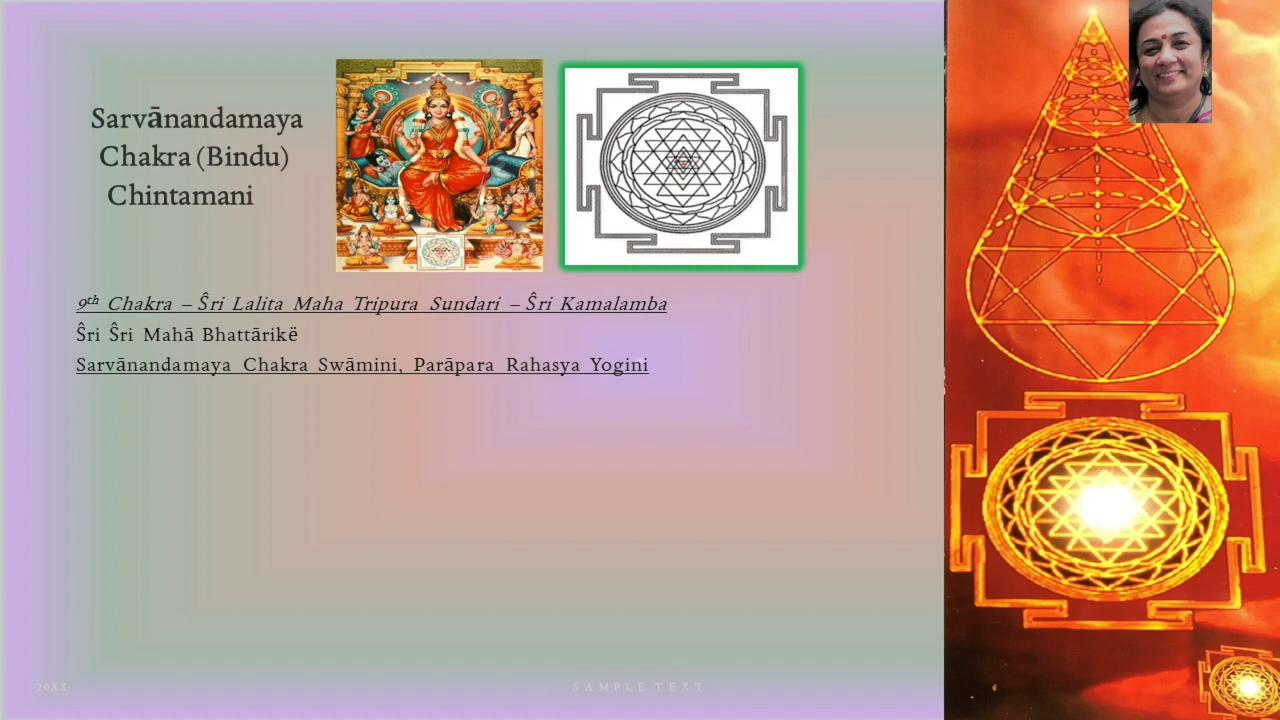 Sarvānandamaya
Chakra (Bindu)
Chintamani
9th Chakra – Ŝri Lalita Maha Tripura Sundari – Ŝri Kamalamba
Ŝri Ŝri Mahā Bhattārikë
Sarvānandamaya Chakra Swāmini, Parāpara Rahasya Yogini
20XX
SAMPLE TEXT